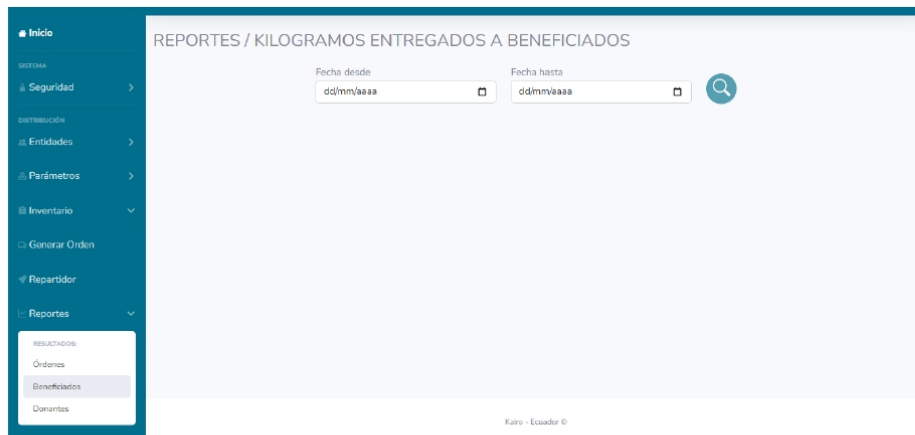 Inicio
REPORTES / KILOGRAMOS ENTREGADOS A BENEFICIADOS
SISTEMA
Seguridad
Fecha desde
Fecha hasta
dd/mm/aaaa
dd/mm/aaaa
DISTRIBUCIÓN
Entidades
Parámetros
Inventario
Generar Orden
Repartidor
Reportes
RESULTADOS:
Órdenes
Beneficiados
Donantes
Kairo - Ecuador ©